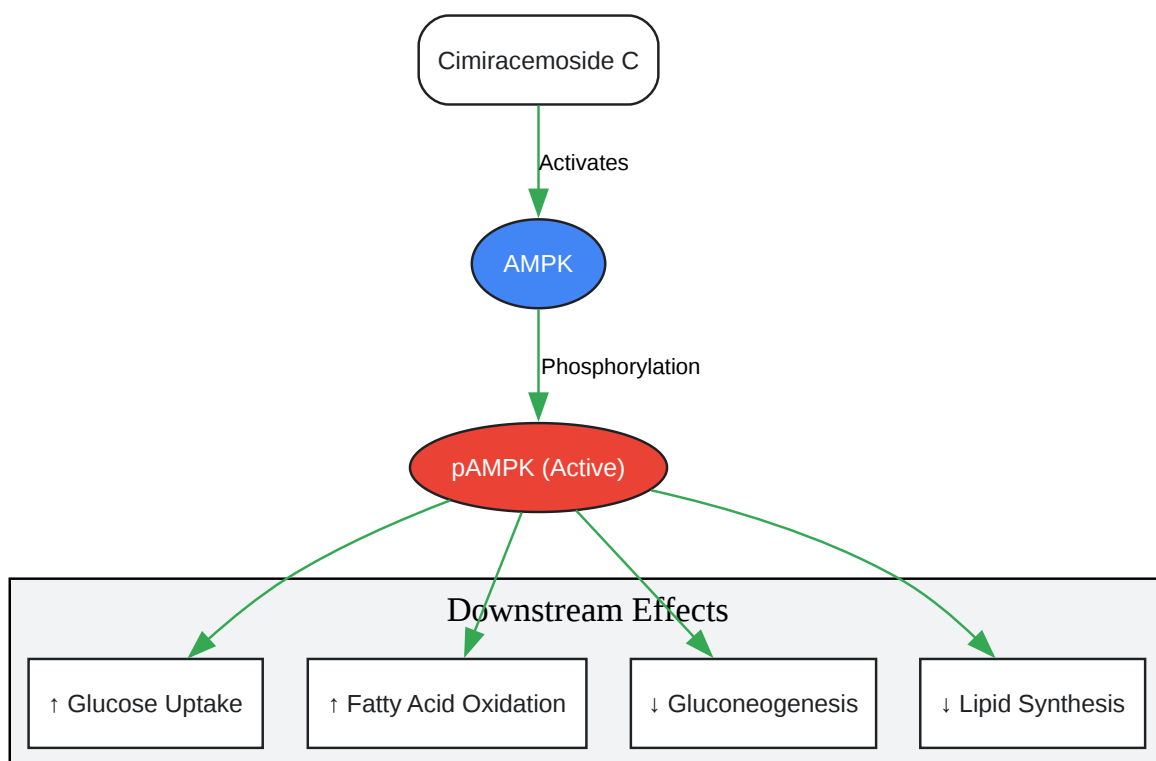 Cimiracemoside C
Activates
AMPK
Phosphorylation
pAMPK (Active)
Downstream Effects
↑ Glucose Uptake
↑ Fatty Acid Oxidation
↓ Gluconeogenesis
↓ Lipid Synthesis